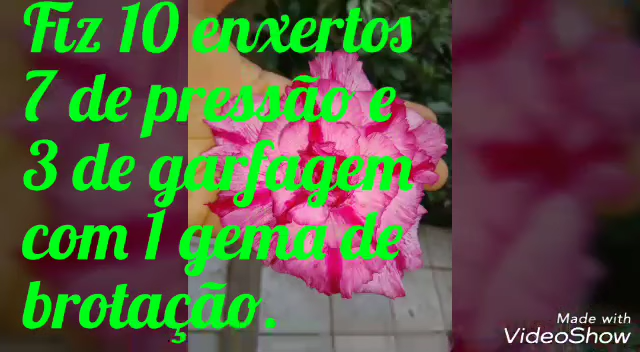 Fiz 10 enxertos
7 de pressão e
3 de garfagem
com 1 gema de
brotação.
Made with
VideoShow